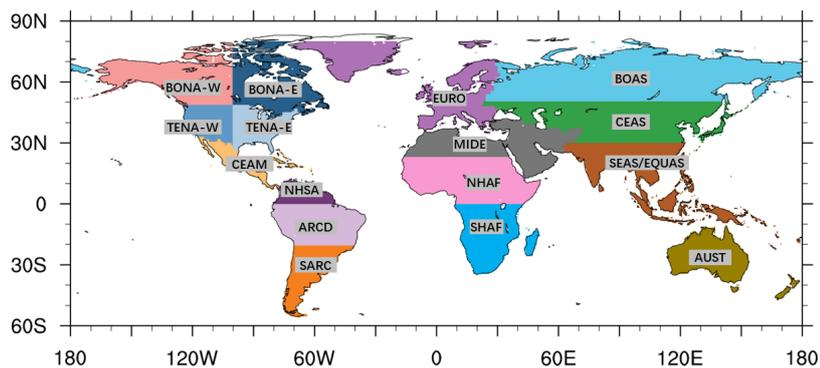 90N
60N
30N
0
30S
60S
180
120W
60W
0
60E
120E
180
BONA-W
BONA-E
TENA-W
TENA-E
CEAM
NHSA
ARCD
SARC
EURO
MIDE
NHAF
SHAF
BOAS
CEAS
SEAS/EQUAS
AUST